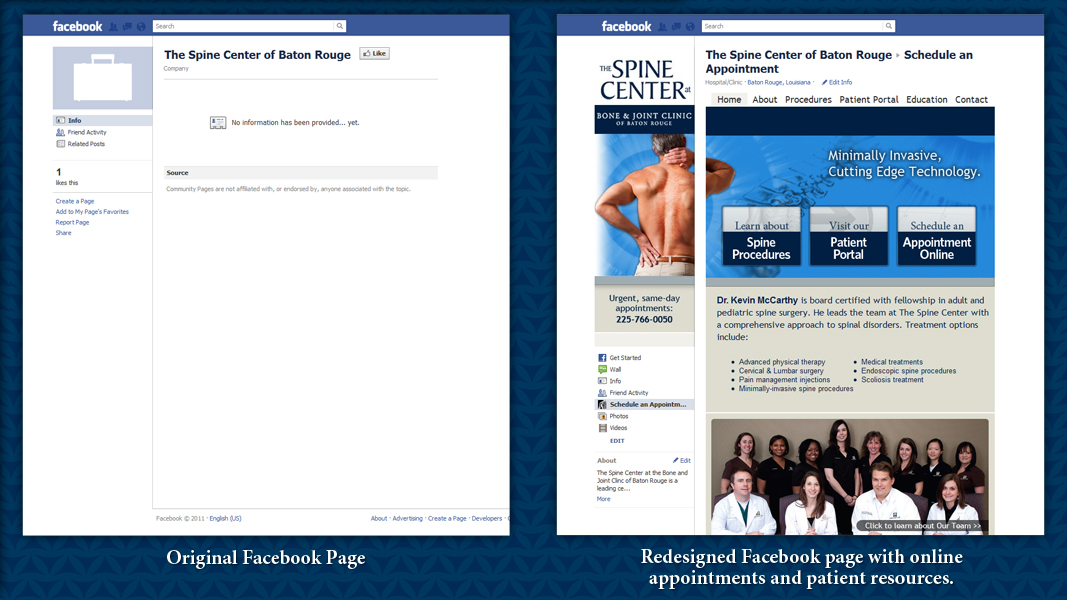 facebook
Search
The Spine Center of Baton Rouge
Like
Company
Info
Friend Activity
Related Posts
No information has been provided... yet.
1
likes this
Source
Community Pages are not affiliated with, or endorsed by, anyone associated with the topic.
Create a Page
Add to My Page's Favorites
Report Page
Share
Facebook © 2011 · English (US)
About · Advertising · Create a Page · Developers ·
Original Facebook Page
facebook
Search
THE SPINE
CENTER at
BONE & JOINT CLINIC
OF BATON ROUGE
Urgent, same-day
appointments:
225-766-0050
Get Started
Wall
Info
Friend Activity
Schedule an Appointm...
Photos
Videos
EDIT
About
Edit
The Spine Center at the Bone and
Joint Clinc of Baton Rouge is a
leading ce...
More
The Spine Center of Baton Rouge ▸ Schedule an
Appointment
Hospital/Clinic · Baton Rouge, Louisiana · Edit Info
Home About Procedures Patient Portal Education Contact
Minimally Invasive,
Cutting Edge Technology.
Learn about
Spine
Procedures
Visit our
Patient
Portal
Schedule an
Appointment
Online
Dr. Kevin McCarthy is board certified with fellowship in adult and
pediatric spine surgery. He leads the team at The Spine Center with
a comprehensive approach to spinal disorders. Treatment options
include:
• Advanced physical therapy
• Cervical & Lumbar surgery
• Pain management injections
• Minimally-invasive spine procedures
• Medical treatments
• Endoscopic spine procedures
• Scoliosis treatment
Click to learn about Our Team >>
Redesigned Facebook page with online
appointments and patient resources.